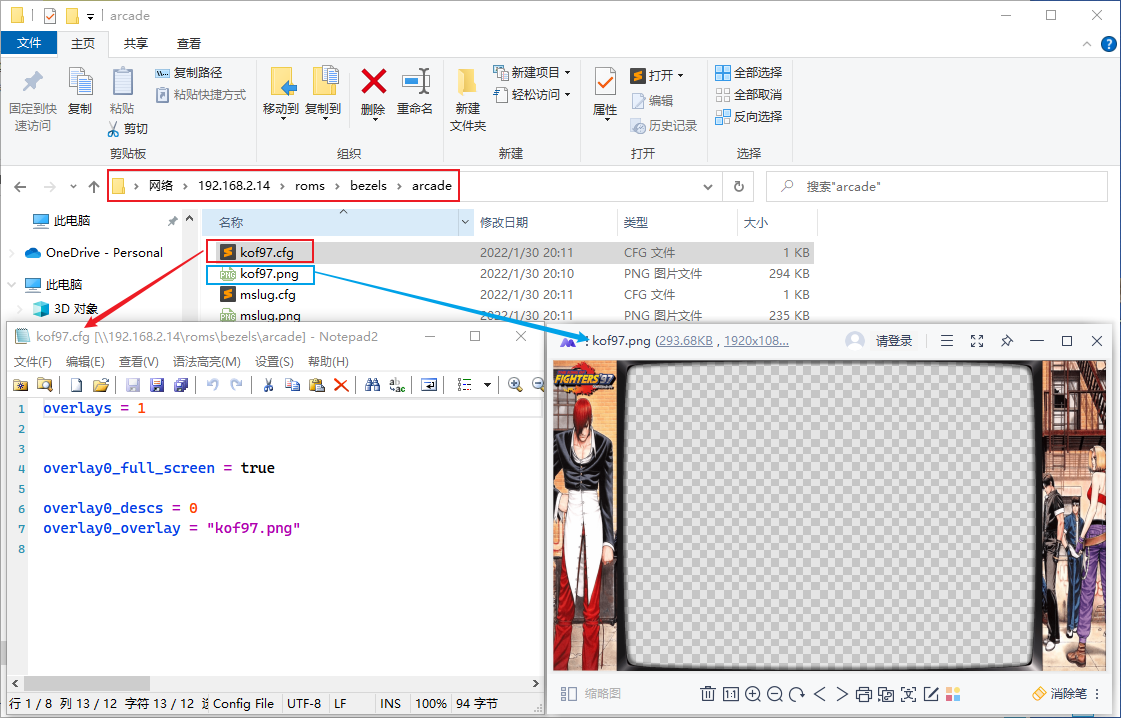 arcade
文件 主页 共享 查看
固定到快速访问
复制
粘贴
复制路径
粘贴快捷方式
剪切
剪贴板
移动到 复制到 删除 重命名
组织
新建文件夹
新建项目
轻松访问
新建
属性
打开
编辑
历史记录
打开
全部选择
全部取消
反向选择
选择
网络 192.168.2.14 roms bezels arcade
搜索"arcade"
此电脑
OneDrive - Personal
此电脑
3D 对象
名称 修改日期 类型 大小
kof97.cfg 2022/1/30 20:11 CFG 文件 1 KB
kof97.png 2022/1/30 20:10 PNG 图片文件 294 KB
mslug.cfg 2022/1/30 20:11 CFG 文件 1 KB
mslug.png 2022/1/30 20:11 PNG 图片文件 235 KB
kof97.cfg [\\192.168.2.14\roms\bezels\arcade] - Notepad2
文件(F) 编辑(E) 查看(V) 语法高亮(M) 设置(S) 帮助(H)
1 overlays = 1
2
3
4 overlay0_full_screen = true
5
6 overlay0_descs = 0
7 overlay0_overlay = "kof97.png"
8
行 1 / 8 列 13 / 12 字符 13 / 12 Config File UTF-8 LF INS 100% 94 字节
kof97.png (293.68KB , 1920x108...
请登录
FIGHTERS'97
缩略图
1:1
消除笔